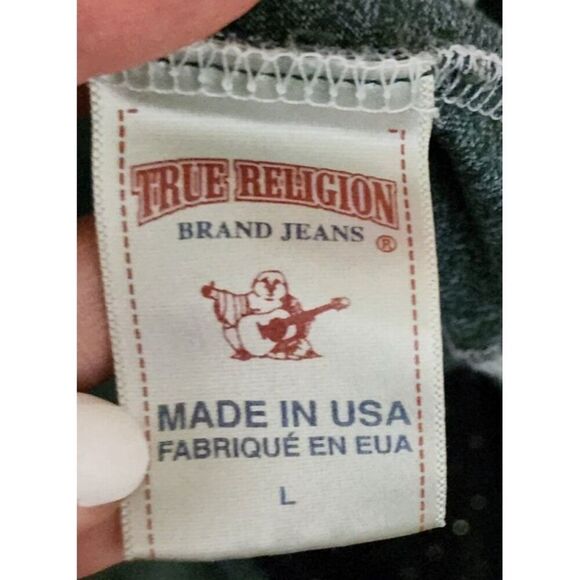 TRUE RELIGION
BRAND JEANS ®
MADE IN USA
FABRIQUÉ EN EUA
L